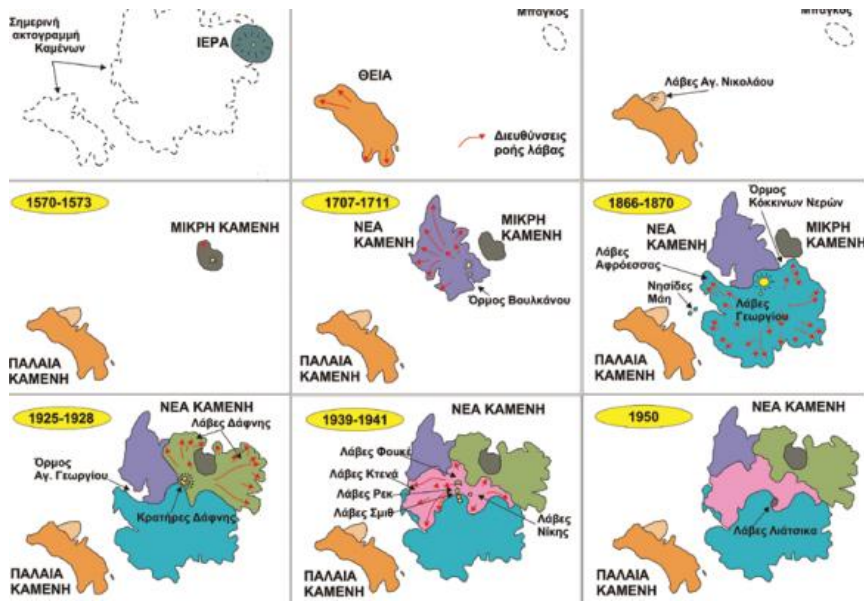 Σημερινή
ακτογραμμή
Καμένων
ΙΕΡΑ
Μπάγκος
ΘΕΙΑ
Διευθύνσεις
ροής λάβας
Μπάγκος
Λάβες Αγ. Νικολάου
1570-1573
ΜΙΚΡΗ ΚΑΜΕΝΗ
ΠΑΛΑΙΑ
ΚΑΜΕΝΗ
1707-1711
ΝΕΑ
ΚΑΜΕΝΗ
ΜΙΚΡΗ
ΚΑΜΕΝΗ
Όρμος Βουλκάνου
ΠΑΛΑΙΑ
ΚΑΜΕΝΗ
1866-1870
Όρμος
Κόκκινων Νερών
ΝΕΑ
ΚΑΜΕΝΗ
ΜΙΚΡΗ
ΚΑΜΕΝΗ
Λάβες
Αφρόεσσας
Νησίδες
Μάη
Λάβες
Γεωργίου
ΠΑΛΑΙΑ
ΚΑΜΕΝΗ
1925-1928
ΝΕΑ ΚΑΜΕΝΗ
Λάβες Δάφνης
Όρμος
Αγ. Γεωργίου
Κρατήρες Δάφνης
ΠΑΛΑΙΑ
ΚΑΜΕΝΗ
1939-1941
ΝΕΑ ΚΑΜΕΝΗ
Λάβες Φουκέ
Λάβες Κτενά
Λάβες Ρεκ
Λάβες Σμιθ
Λάβες
Νίκης
ΠΑΛΑΙΑ
ΚΑΜΕΝΗ
1950
ΝΕΑ ΚΑΜΕΝΗ
Λάβες Λιάτσικα
ΠΑΛΑΙΑ
ΚΑΜΕΝΗ